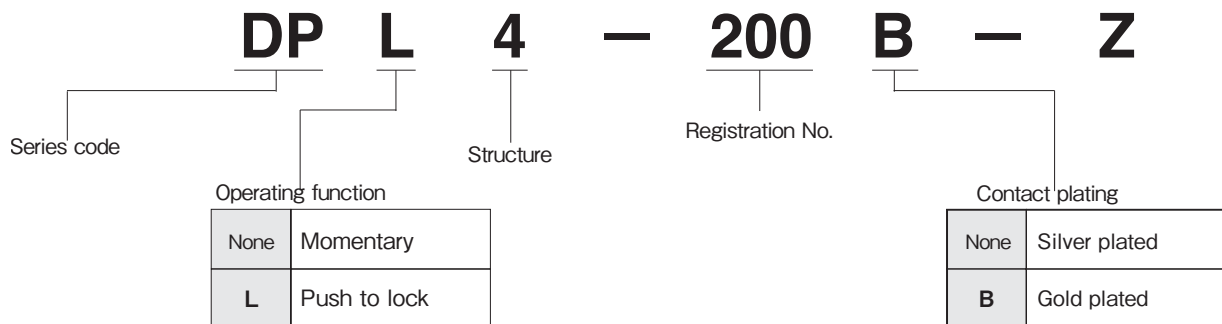 DP L 4 — 200 B — Z
Registration No.
Series code
Structure
Operating function
None Momentary
L Push to lock
Contact plating
None Silver plated
B Gold plated